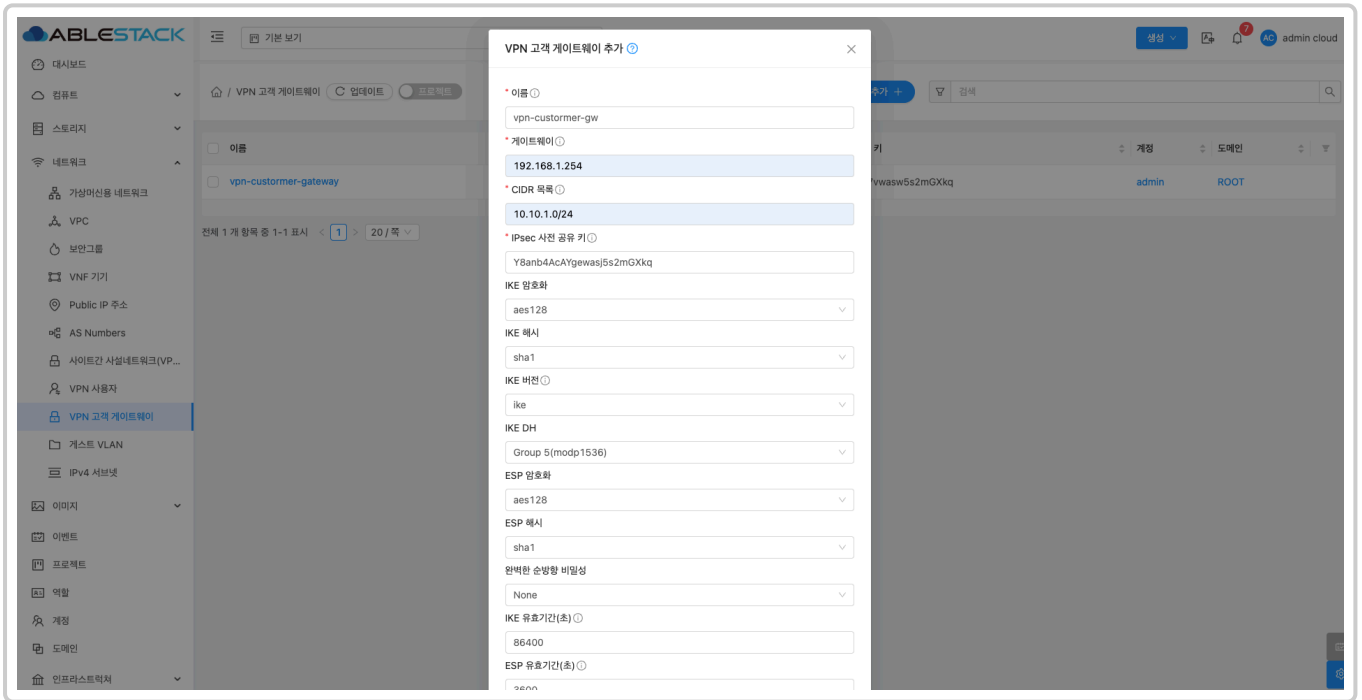 ABLESTACK
기본 보기
생성
7
AC
admin cloud
대시보드
컴퓨트
스토리지
네트워크
가상머신용 네트워크
VPC
보안그룹
VNF 기기
Public IP 주소
AS Numbers
사이트간 사설네트워크(VP...
VPN 사용자
VPN 고객 게이트웨이
게스트 VLAN
IPv4 서브넷
이미지
이벤트
프로젝트
역할
계정
도메인
인프라스트럭쳐
/ VPN 고객 게이트웨이
업데이트
프로젝트
추가 +
검색
이름
키
계정
도메인
vpn-custormer-gateway
vwasw5s2mGXkq
admin
ROOT
전체 1 개 항목 중 1-1 표시 < 1 > 20 / 쪽
VPN 고객 게이트웨이 추가
* 이름
vpn-custormer-gw
* 게이트웨이
192.168.1.254
* CIDR 목록
10.10.1.0/24
* IPsec 사전 공유 키
Y8anb4AcAYgewasj5s2mGXkq
IKE 암호화
aes128
IKE 해시
sha1
IKE 버전
ike
IKE DH
Group 5(modp1536)
ESP 암호화
aes128
ESP 해시
sha1
완벽한 순방향 비밀성
None
IKE 유효기간(초)
86400
ESP 유효기간(초)
3600